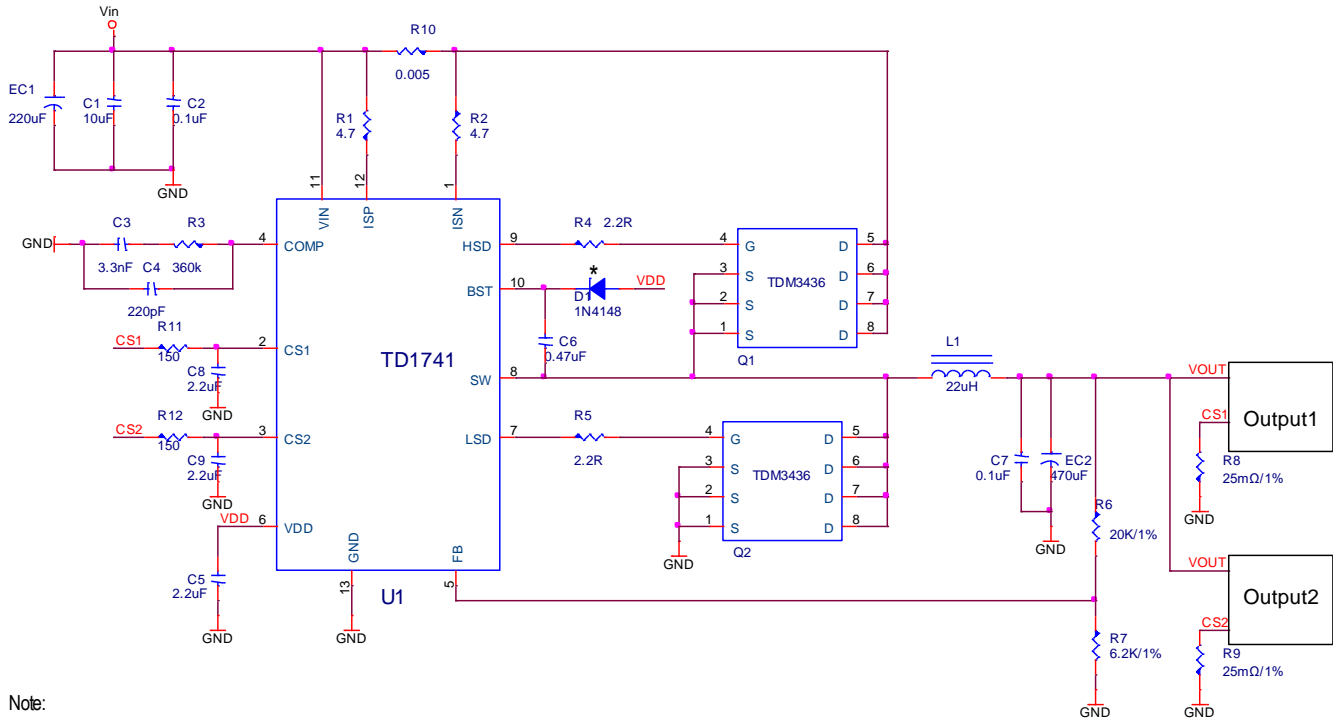 Vin
R10
0.005
EC1
220uF
C1
10uF
C2
0.1uF
R1
4.7
R2
4.7
GND
11
12
1
VIN
ISP
ISN
GND
C3
3.3nF
R3
360k
C4
220pF
4
COMP
HSD
9
R4
2.2R
4
G
D
5
3
S
D
6
TDM3436
2
S
D
7
1
S
D
8
Q1
BST
10
*
D1
1N4148
VDD
C6
0.47uF
CS1
R11
150
2
CS1
C8
2.2uF
GND
TD1741
SW
8
L1
22uH
CS2
R12
150
3
CS2
C9
2.2uF
GND
LSD
7
R5
2.2R
4
G
D
5
3
S
D
6
TDM3436
2
S
D
7
1
S
D
8
Q2
GND
C7
0.1uF
EC2
470uF
GND
VOUT
Output1
CS1
R8
25mΩ/1%
GND
VDD
6
VDD
C5
2.2uF
GND
GND
13
GND
FB
5
U1
R6
20K/1%
R7
6.2K/1%
GND
VOUT
Output2
CS2
R9
25mΩ/1%
GND
Note: